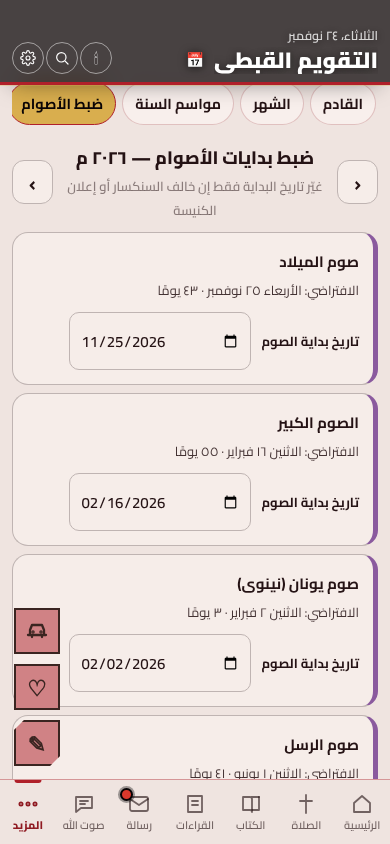 الثلاثاء، ٢٤ نوفمبر
التقويم القبطي
القادم
الشهر
مواسم السنة
ضبط الأصوام
ضبط بدايات الأصوام — ٢٠٢٦ م
غيّر تاريخ البداية فقط إن خالف السنكسار أو إعلان
الكنيسة
صوم الميلاد
الافتراضي: الأربعاء ٢٥ نوفمبر · ٤٣ يومًا
تاريخ بداية الصوم
11/25/2026
الصوم الكبير
الافتراضي: الاثنين ١٦ فبراير · ٥٥ يومًا
تاريخ بداية الصوم
02/16/2026
صوم يونان (نينوى)
الافتراضي: الاثنين ٢ فبراير · ٣ يومًا
تاريخ بداية الصوم
02/02/2026
صوم الرسل
الافتراضي: الاثنين ١ يونيو · ٤١ يومًا
الرئيسية
الصلاة
الكتاب
القراءات
رسالة
صوت الله
المزيد